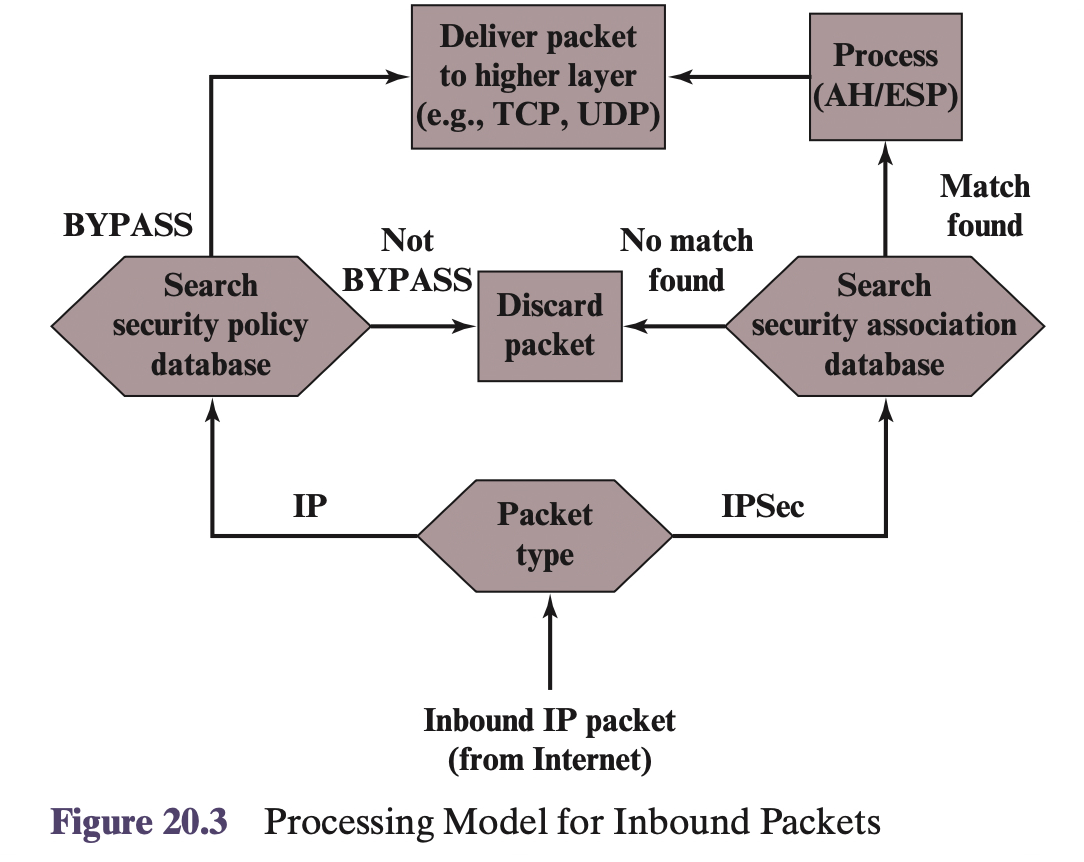 Deliver packet
to higher layer
(e.g., TCP, UDP)
Process
(AH/ESP)
BYPASS
Not
BYPASS
No match
found
Match
found
Search
security policy
database
Discard
packet
Search
security association
database
IP
Packet
type
IPSec
Inbound IP packet
(from Internet)
Figure 20.3 Processing Model for Inbound Packets